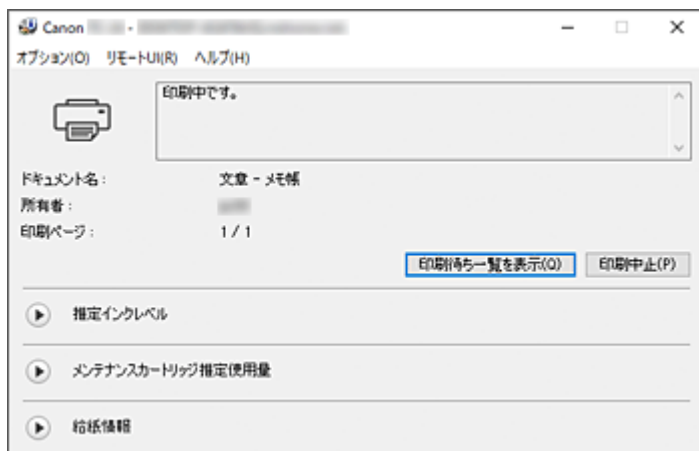 Canon
オプション(O) リモートUI(R) ヘルプ(H)
印刷中です。
ドキュメント名： 文章 - メモ帳
所有者：
印刷ページ： 1 / 1
印刷待ち一覧を表示(Q) 印刷中止(P)
推定インクレベル
メンテナンスカートリッジ推定使用量
給紙情報